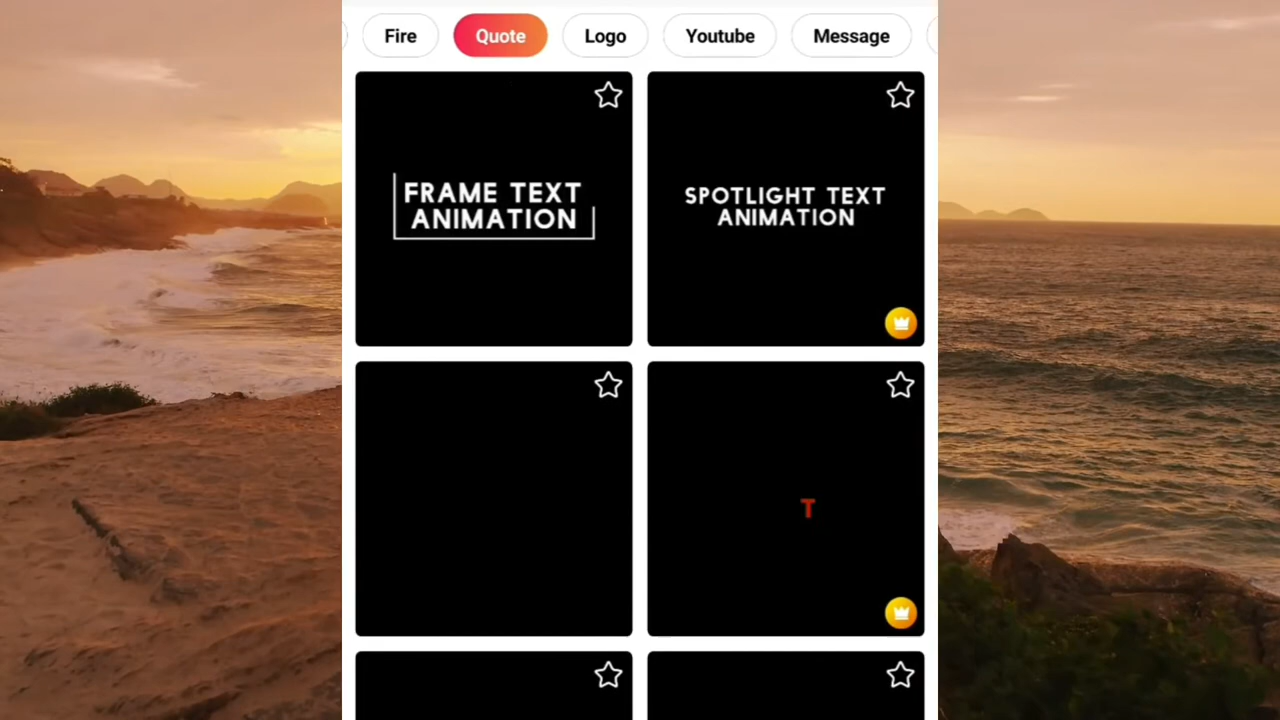 Fire
Quote
Logo
Youtube
Message
FRAME TEXT
ANIMATION
SPOTLIGHT TEXT
ANIMATION
T